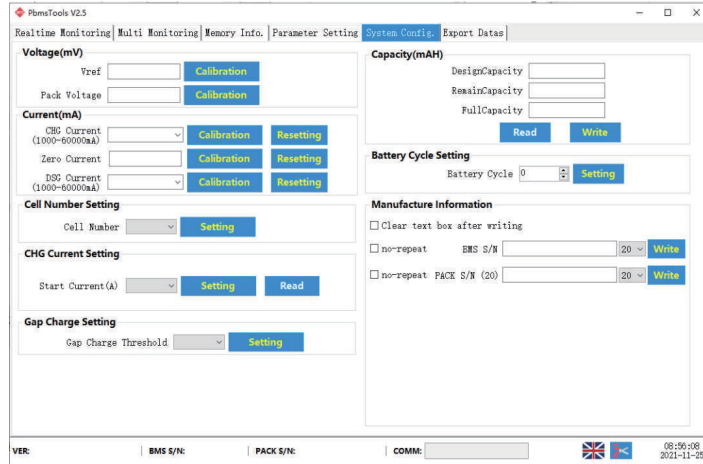 PbmsTools V2.5
Realtime Monitoring Multi Monitoring Memory Info. Parameter Setting System Config. Export Datas
Voltage(mV)
Vref Calibration
Pack Voltage Calibration
Current(mA)
CHG Current
(1000-60000mA) Calibration Resetting
Zero Current Calibration Resetting
DSG Current
(1000-60000mA) Calibration Resetting
Cell Number Setting
Cell Number Setting
CHG Current Setting
Start Current(A) Setting Read
Gap Charge Setting
Gap Charge Threshold Setting
Capacity(mAH)
DesignCapacity
RemainCapacity
FullCapacity
Read Write
Battery Cycle Setting
Battery Cycle 0 Setting
Manufacture Information
Clear text box after writing
no-repeat BMS S/N 20 Write
no-repeat PACK S/N (20) 20 Write
VER: BMS S/N: PACK S/N: COMM: 08:56:08
2021-11-25